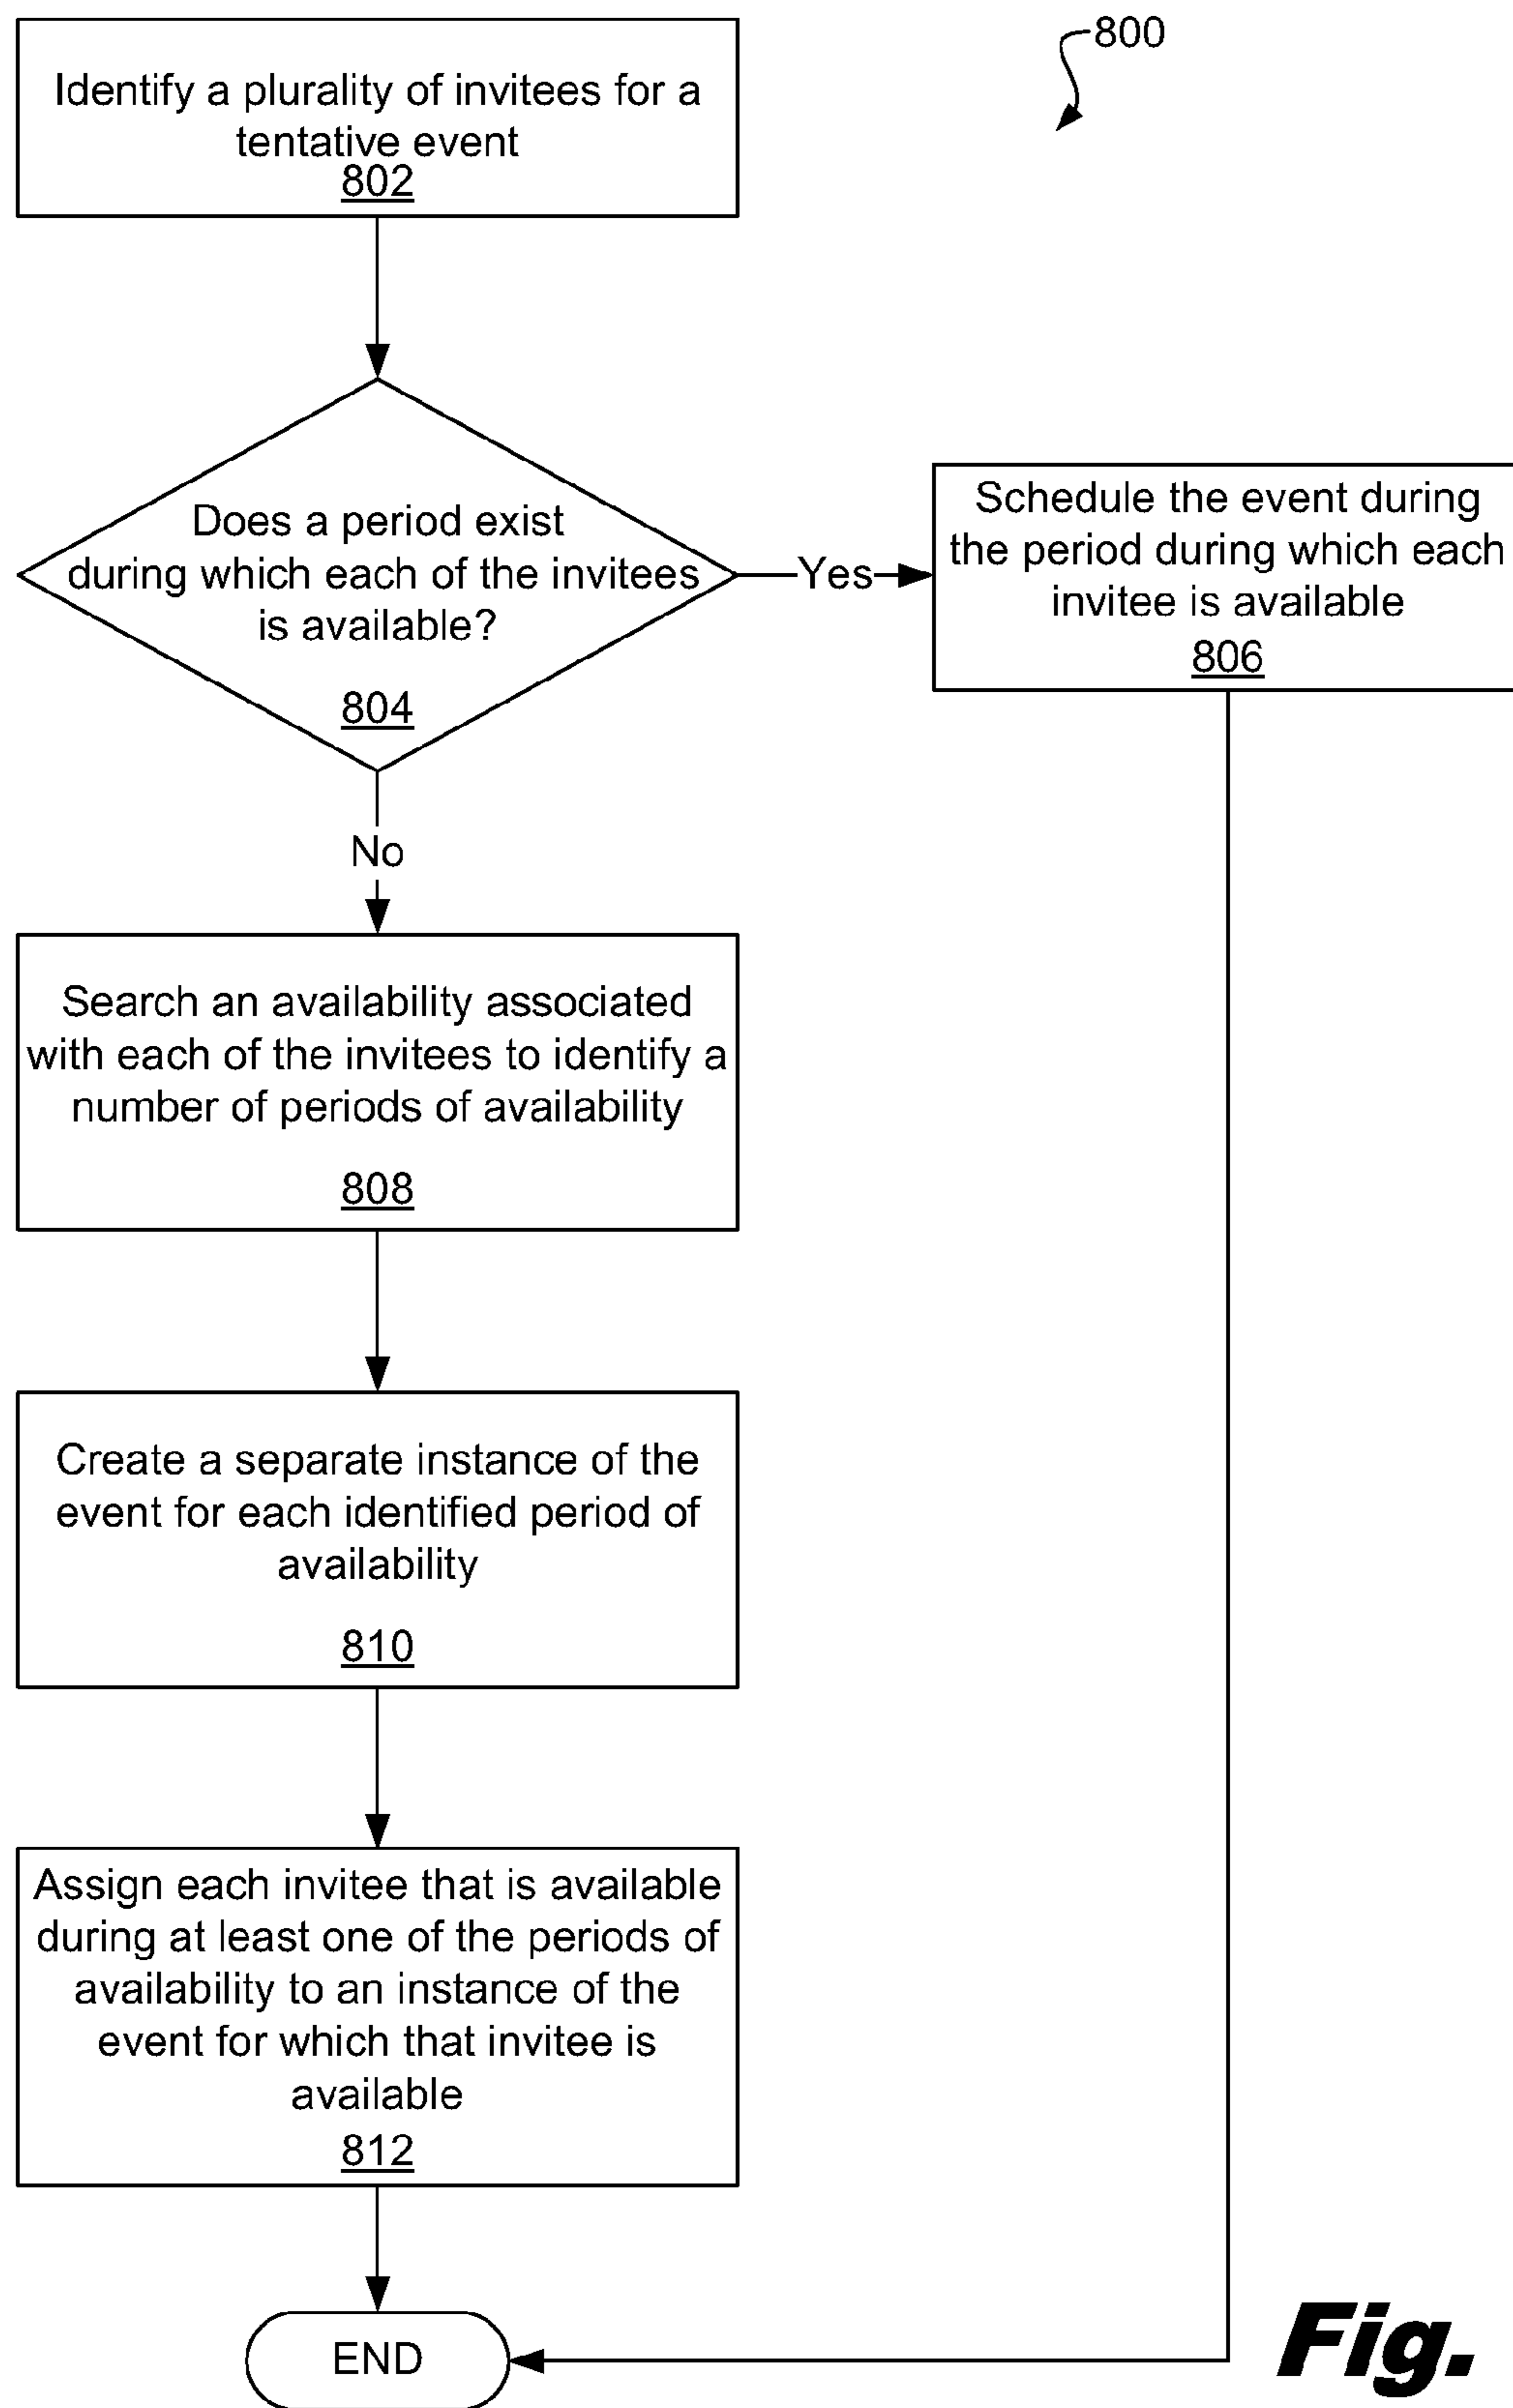 800
Identify a plurality of invitees for a
tentative event
802
Does a period exist
during which each of the invitees
is available?
804
Yes
Schedule the event during
the period during which each
invitee is available
806
No
Search an availability associated
with each of the invitees to identify a
number of periods of availability
808
Create a separate instance of the
event for each identified period of
availability
810
Assign each invitee that is available
during at least one of the periods of
availability to an instance of the
event for which that invitee is
available
812
END
Fig.